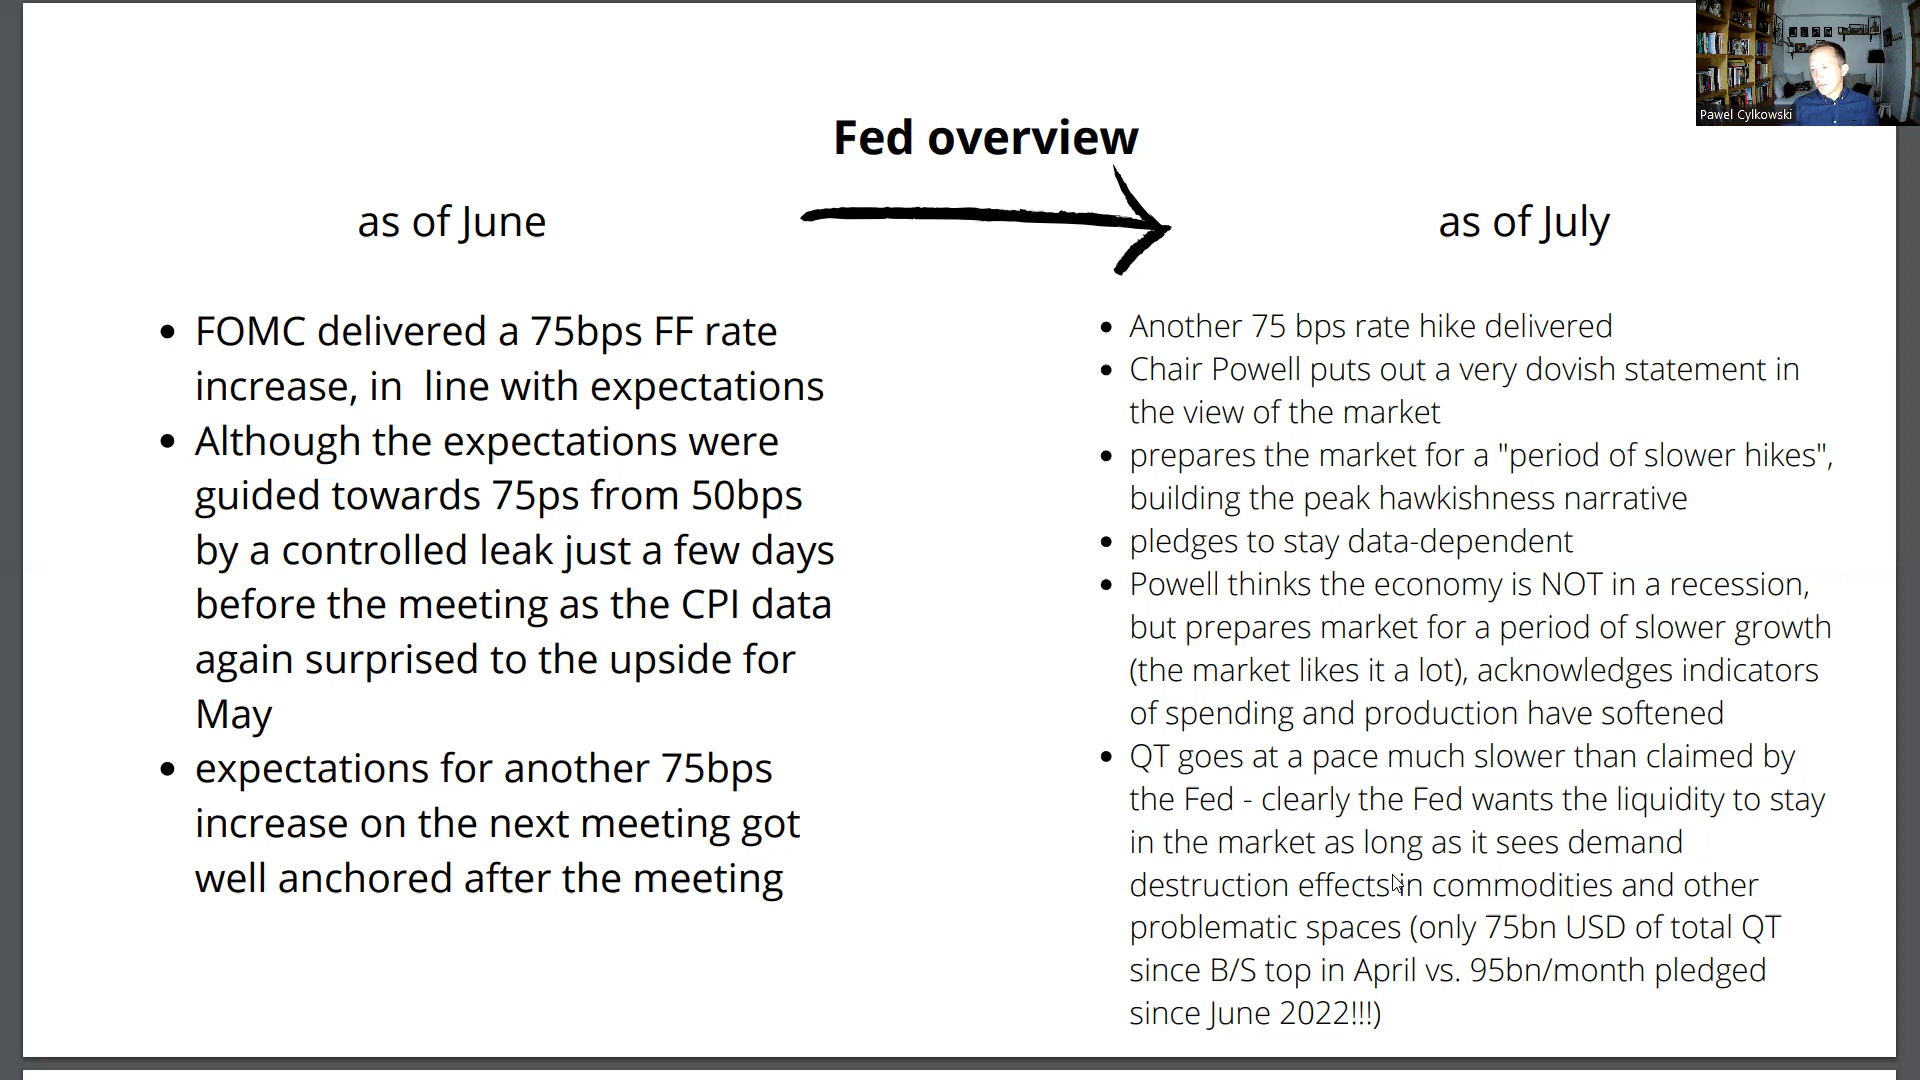 Pawel Cylkowski
Fed overview
as of June
as of July
• FOMC delivered a 75bps FF rate
increase, in  line with expectations
• Although the expectations were
guided towards 75ps from 50bps
by a controlled leak just a few days
before the meeting as the CPI data
again surprised to the upside for
May
• expectations for another 75bps
increase on the next meeting got
well anchored after the meeting
• Another 75 bps rate hike delivered
• Chair Powell puts out a very dovish statement in
the view of the market
• prepares the market for a "period of slower hikes",
building the peak hawkishness narrative
• pledges to stay data-dependent
• Powell thinks the economy is NOT in a recession,
but prepares market for a period of slower growth
(the market likes it a lot), acknowledges indicators
of spending and production have softened
• QT goes at a pace much slower than claimed by
the Fed - clearly the Fed wants the liquidity to stay
in the market as long as it sees demand
destruction effects in commodities and other
problematic spaces (only 75bn USD of total QT
since B/S top in April vs. 95bn/month pledged
since June 2022!!!)